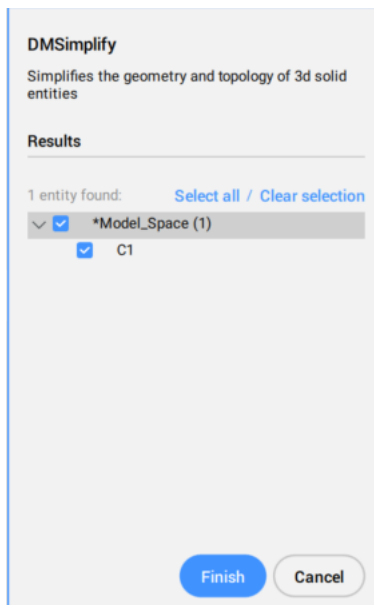 DMSimplify
Simplifies the geometry and topology of 3d solid
entities
Results
1 entity found: Select all / Clear selection
*Model_Space (1)
C1
Finish Cancel